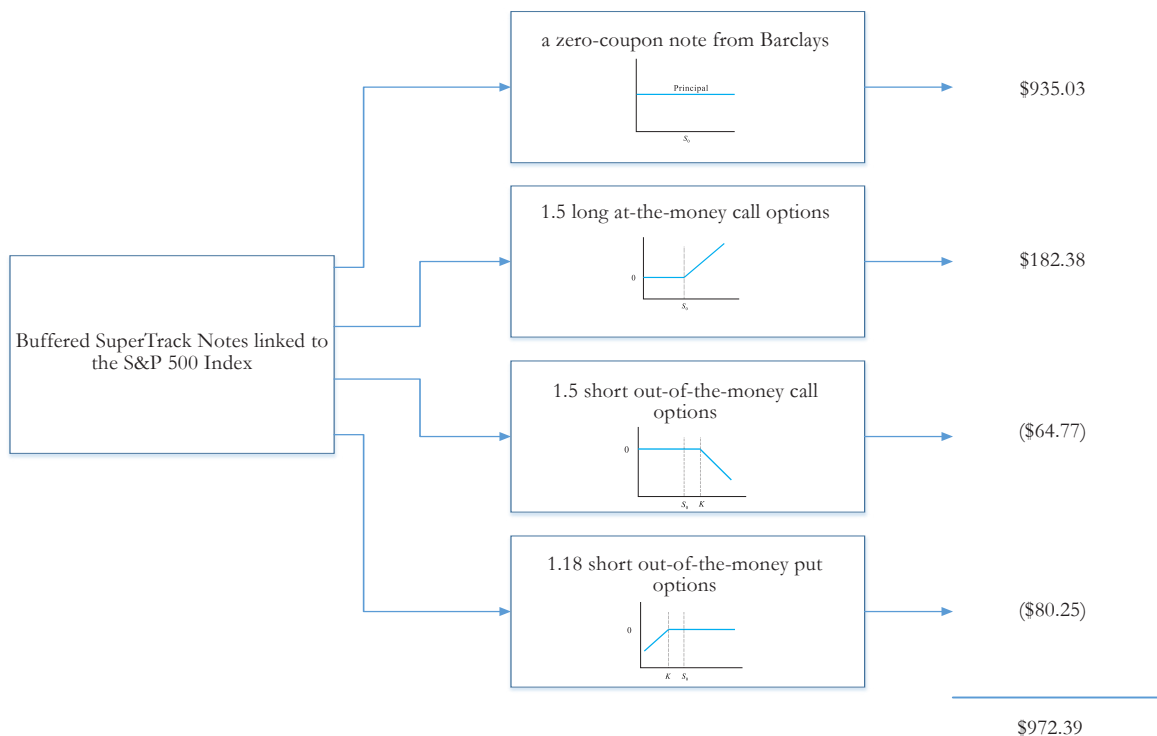 Buffered SuperTrack Notes linked to
the S&P 500 Index
a zero-coupon note from Barclays
Principal
S₀
$935.03
1.5 long at-the-money call options
0
S₀
$182.38
1.5 short out-of-the-money call
options
0
S₀ K
($64.77)
1.18 short out-of-the-money put
options
0
K S₀
($80.25)
$972.39